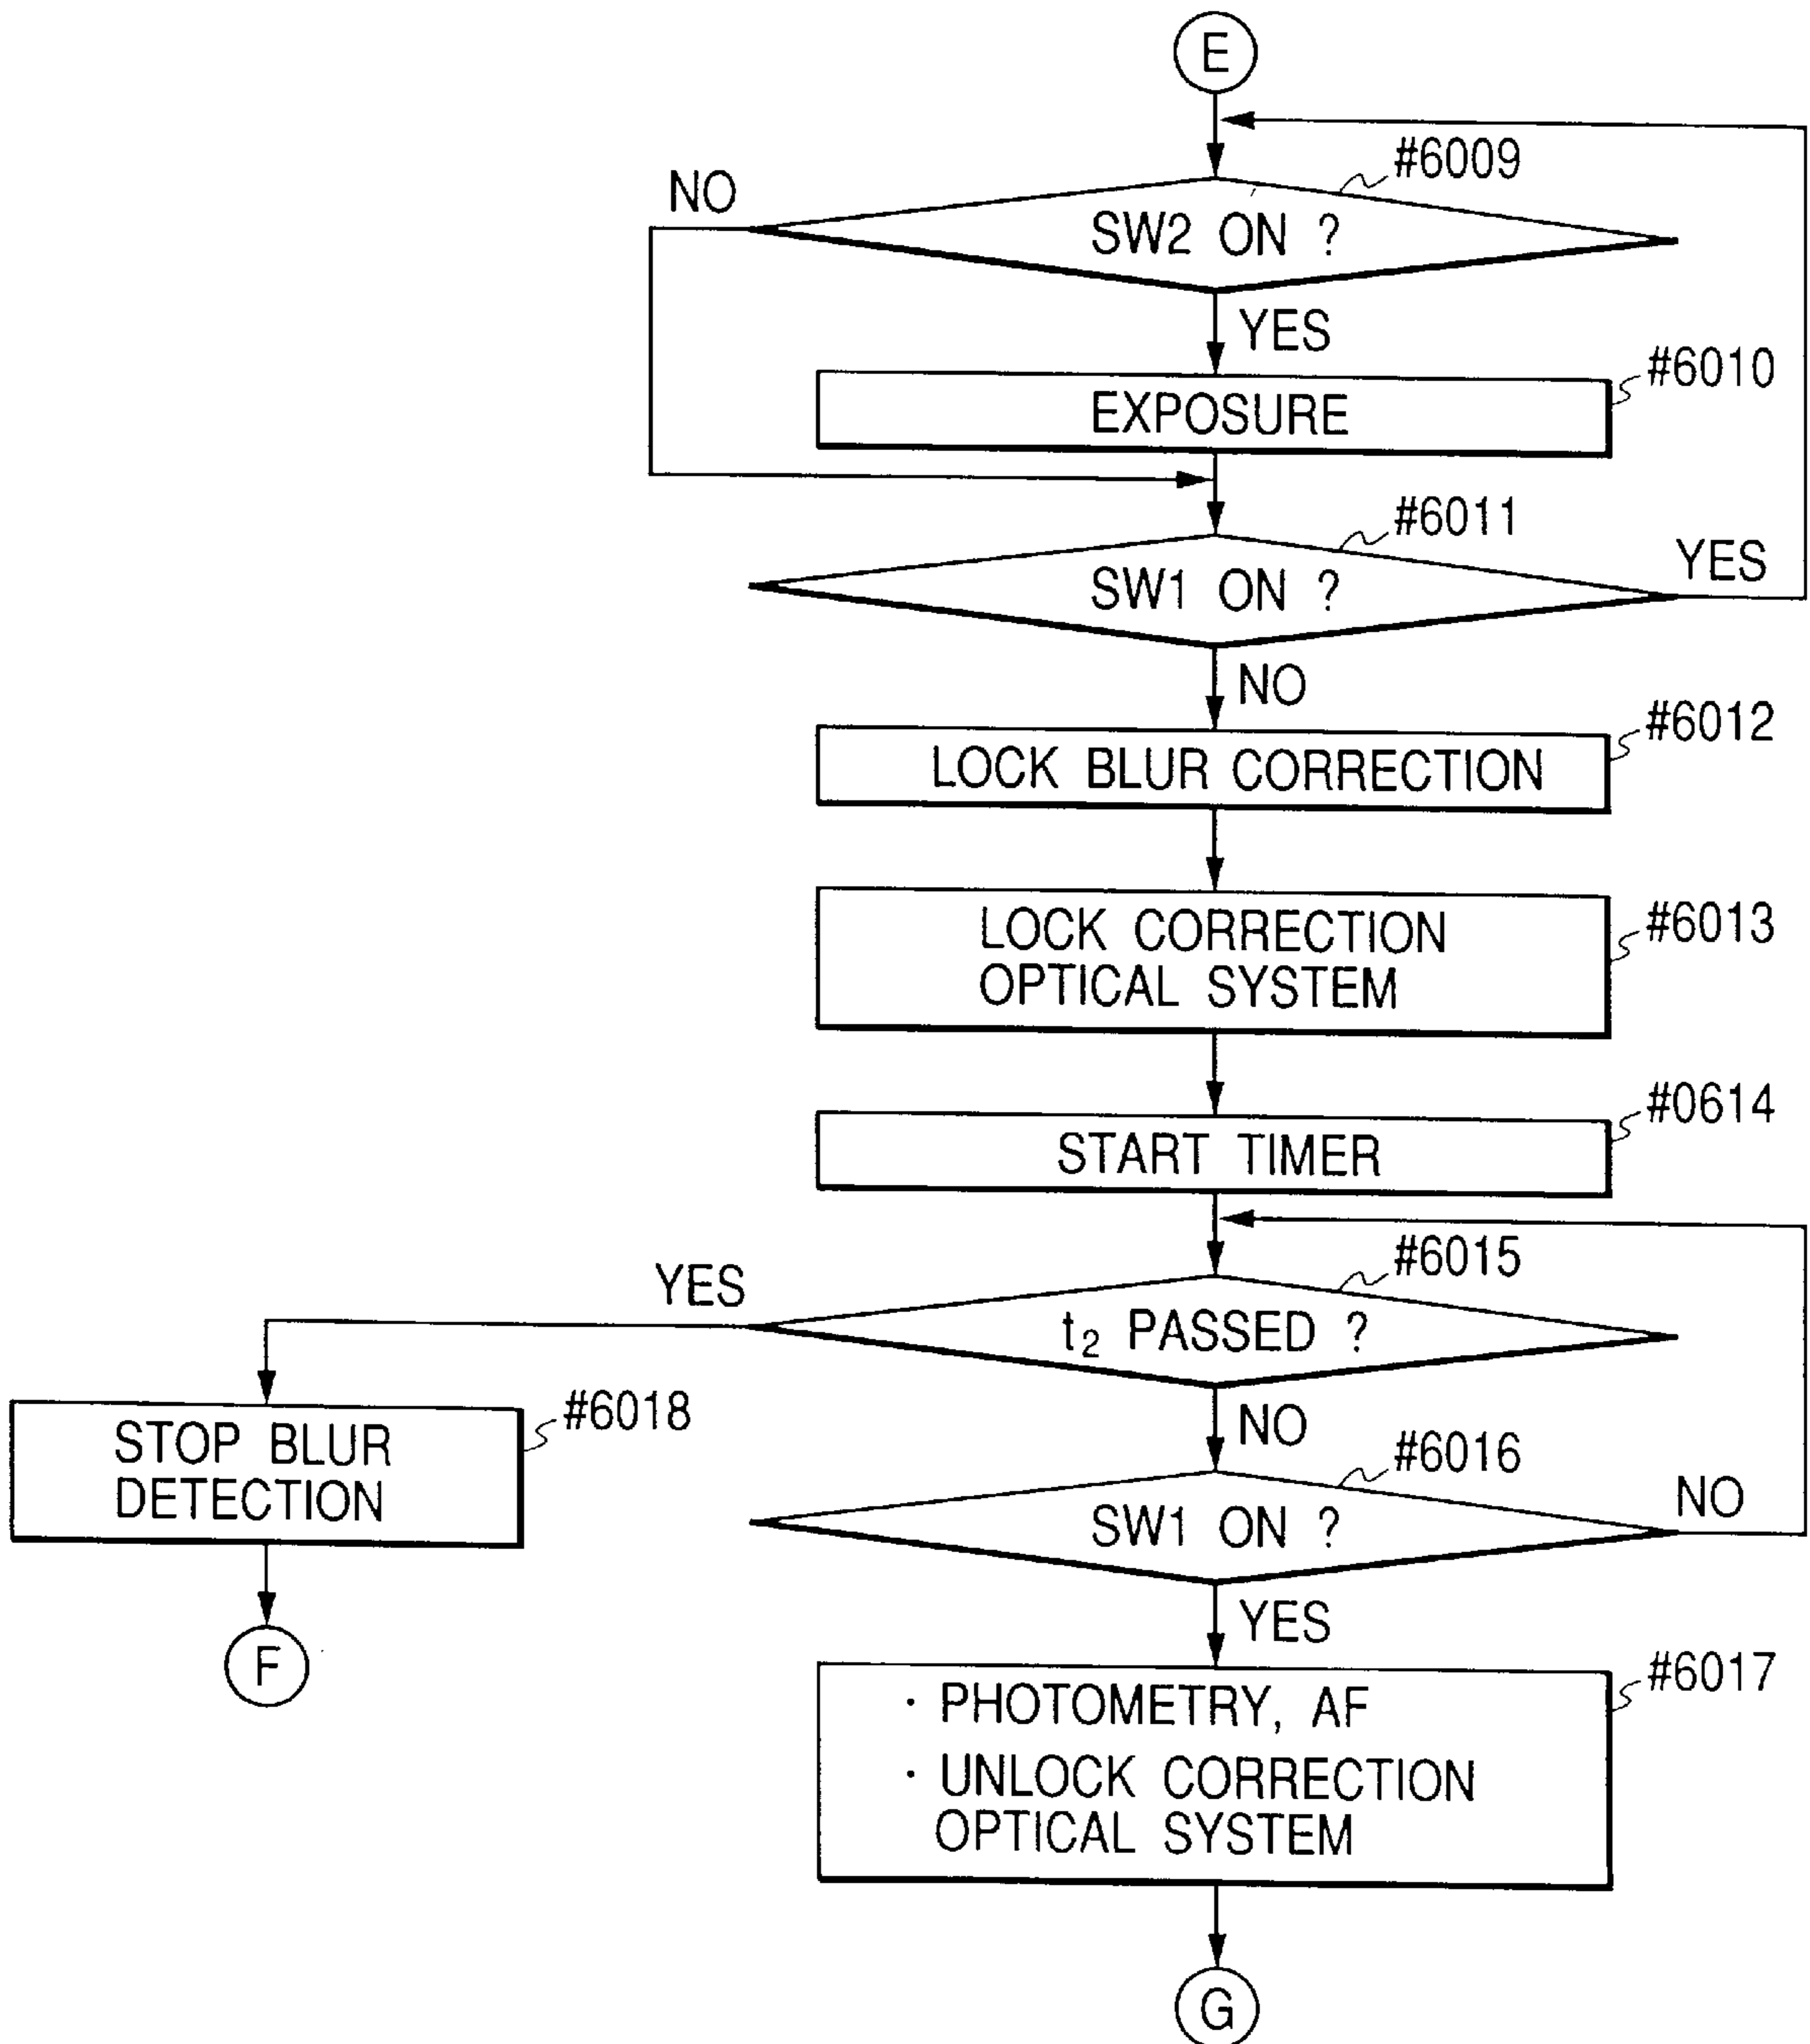 E
#6009
NO
SW2 ON ?
YES
#6010
EXPOSURE
#6011
YES
SW1 ON ?
NO
#6012
LOCK BLUR CORRECTION
#6013
LOCK CORRECTION
OPTICAL SYSTEM
#0614
START TIMER
#6015
YES
t₂ PASSED ?
#6018
NO
STOP BLUR
DETECTION
#6016
NO
SW1 ON ?
YES
F
#6017
· PHOTOMETRY, AF
· UNLOCK CORRECTION
OPTICAL SYSTEM
G